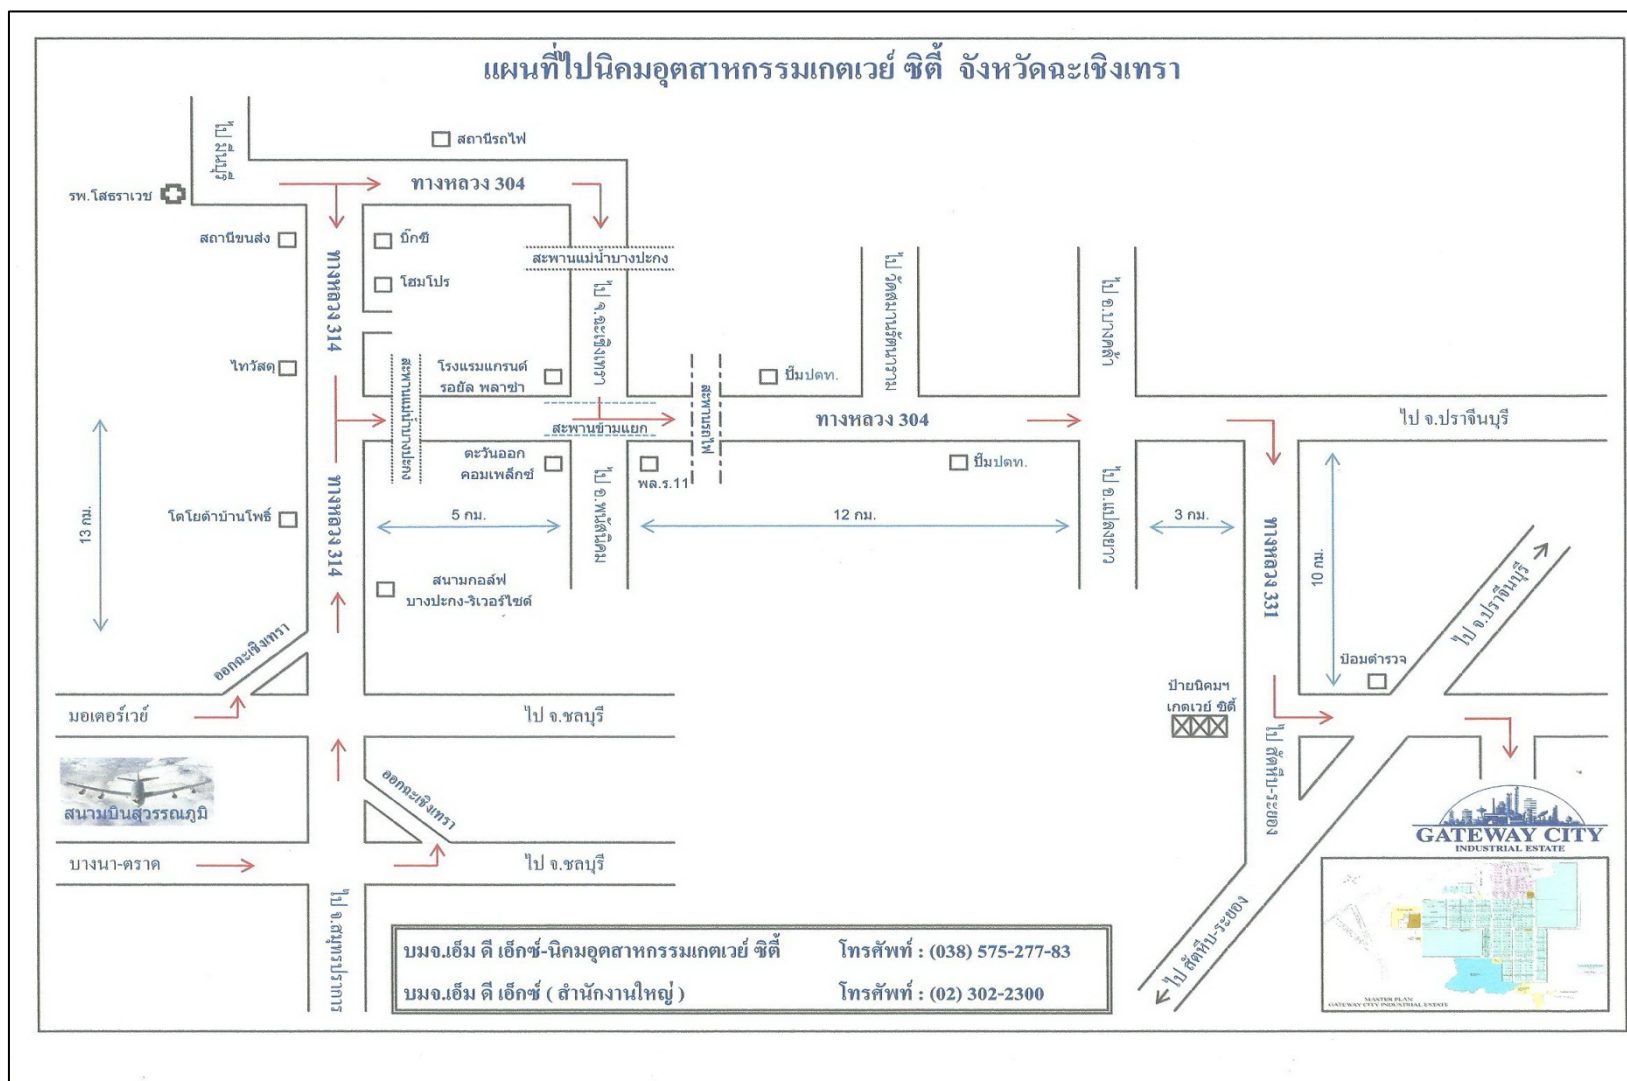 แผนที่ไปนิคมอุตสาหกรรมเกตเวย์ ซิตี้ จังหวัดฉะเชิงเทรา
ไป มีนบุรี
สถานีรถไฟ
รพ.โสธราเวช
ทางหลวง 304
สถานีขนส่ง
บิ๊กซี
โฮมโปร
ทางหลวง 314
สะพานแม่น้ำบางปะกง
ไป จ.ฉะเชิงเทรา
ไป วัดสมานรัตนาราม
ไป อ.บางคล้า
ไทวัสดุ
สะพานแม่น้ำบางปะกง
โรงแรมแกรนด์
รอยัล พลาซ่า
สะพานรถไฟ
ปั๊มปตท.
สะพานข้ามแยก
ทางหลวง 304
ไป จ.ปราจีนบุรี
ตะวันออก
คอมเพล็กซ์
พล.ร.11
ปั๊มปตท.
13 กม.
โตโยต้าบ้านโพธิ์
ทางหลวง 314
5 กม.
ไป อ.พนัสนิคม
12 กม.
ไป อ.แปลงยาว
3 กม.
ทางหลวง 331
10 กม.
ไป จ.ปราจีนบุรี
สนามกอล์ฟ
บางปะกง-ริเวอร์ไซด์
ออกฉะเชิงเทรา
ป้อมตำรวจ
ป้ายนิคมฯ
เกตเวย์ ซิตี้
มอเตอร์เวย์
ไป จ.ชลบุรี
ไป สัตหีบ-ระยอง
สนามบินสุวรรณภูมิ
ออกฉะเชิงเทรา
GATEWAY CITY
INDUSTRIAL ESTATE
บางนา-ตราด
ไป จ.ชลบุรี
ไป จ.สมุทรปราการ
ไป สัตหีบ-ระยอง
บมจ.เอ็ม ดี เอ็กซ์-นิคมอุตสาหกรรมเกตเวย์ ซิตี้ โทรศัพท์ : (038) 575-277-83
บมจ.เอ็ม ดี เอ็กซ์ ( สำนักงานใหญ่ ) โทรศัพท์ : (02) 302-2300
MASTER PLAN
GATEWAY CITY INDUSTRIAL ESTATE